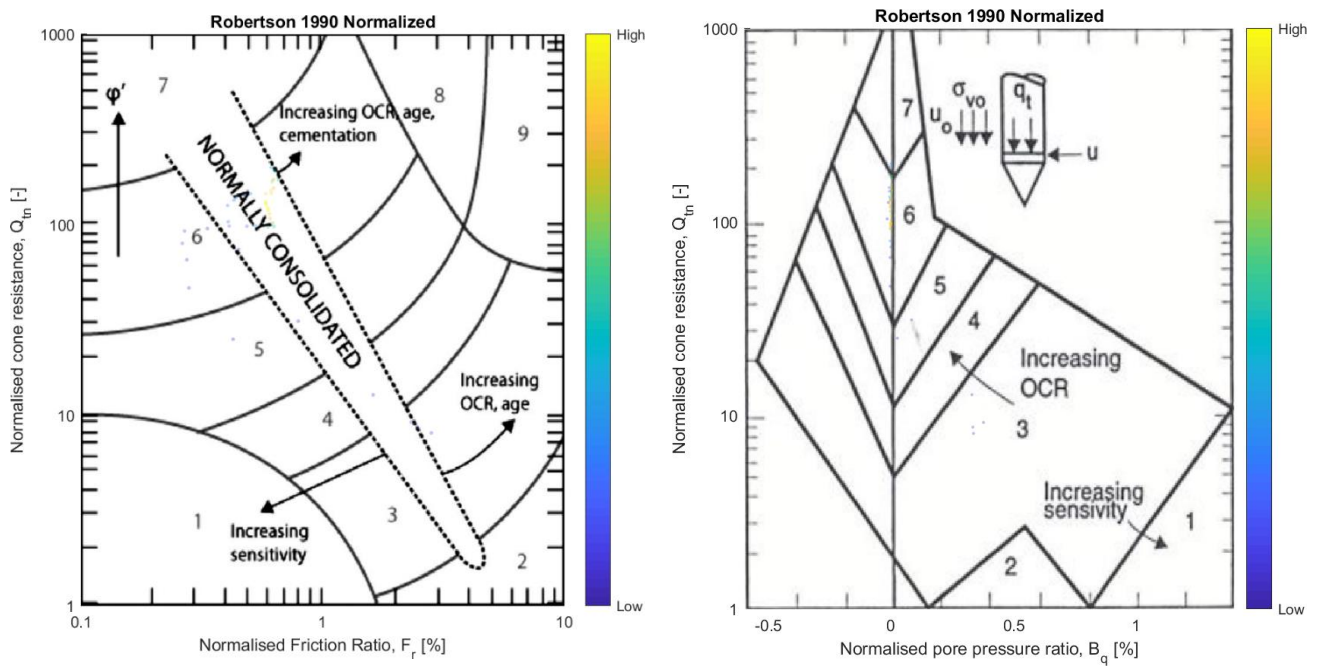 Robertson 1990 Normalized
1000
100
10
1
0.1
1
10
Normalised cone resistance, Qtn [-]
Normalised Friction Ratio, Fr [%]
High
Low
7
8
9
φ'
Increasing OCR, age,
cementation
NORMALLY CONSOLIDATED
6
5
4
Increasing
OCR, age
1
3
2
Increasing
sensitivity
Robertson 1990 Normalized
1000
100
10
1
-0.5
0
0.5
1
Normalised cone resistance, Qtn [-]
Normalised pore pressure ratio, Bq [%]
High
Low
7
uo
σvo
qt
u
6
5
4
Increasing
OCR
3
Increasing
sensivity
1
2